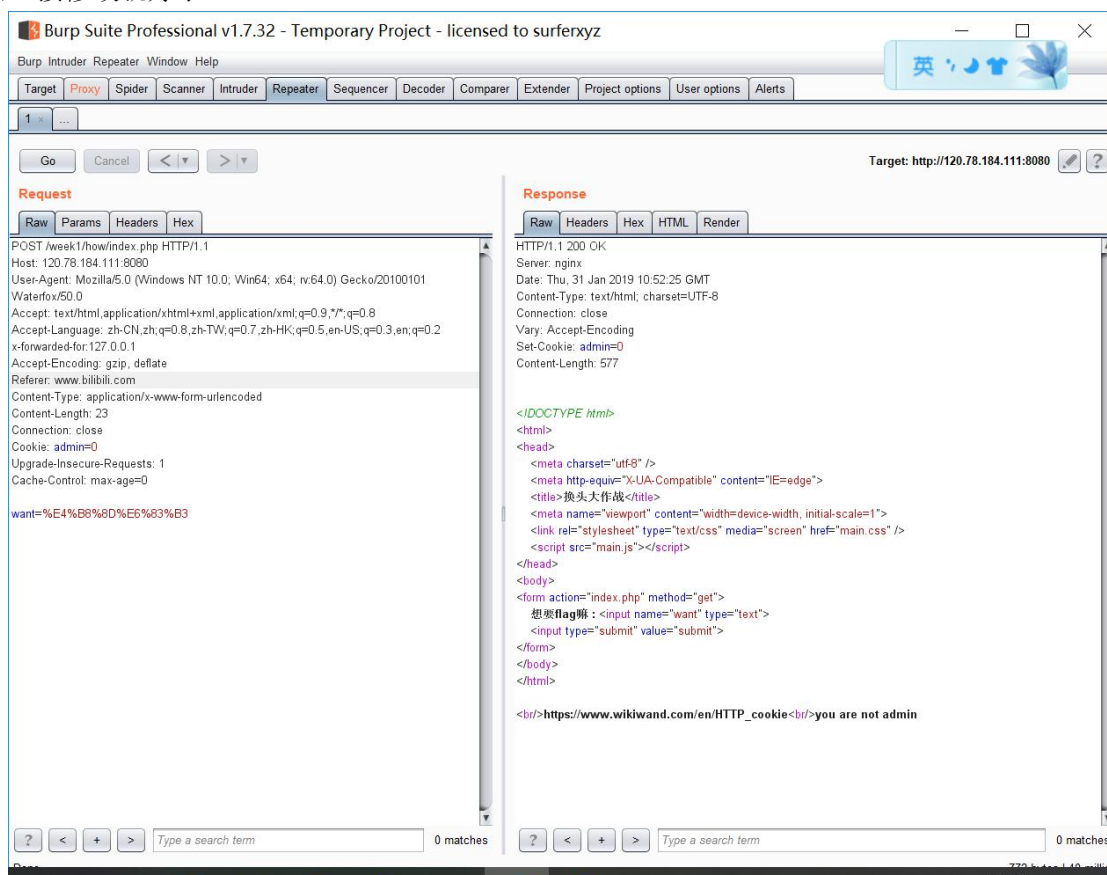 Burp Suite Professional v1.7.32 - Temporary Project - licensed to surferxyz
英
Burp Intruder Repeater Window Help
Target Proxy Spider Scanner Intruder Repeater Sequencer Decoder Comparer Extender Project options User options Alerts
1 × ...
Go Cancel < > Target: http://120.78.184.111:8080 ?
Request
Raw Params Headers Hex
POST /week1/how/index.php HTTP/1.1
Host: 120.78.184.111:8080
User-Agent: Mozilla/5.0 (Windows NT 10.0; Win64; x64; rv:64.0) Gecko/20100101
Waterfox/50.0
Accept: text/html,application/xhtml+xml,application/xml;q=0.9,*/*;q=0.8
Accept-Language: zh-CN,zh;q=0.8,zh-TW;q=0.7,zh-HK;q=0.5,en-US;q=0.3,en;q=0.2
x-forwarded-for:127.0.0.1
Accept-Encoding: gzip, deflate
Referer: www.bilibili.com
Content-Type: application/x-www-form-urlencoded
Content-Length: 23
Connection: close
Cookie: admin=0
Upgrade-Insecure-Requests: 1
Cache-Control: max-age=0
want=%E4%B8%8D%E6%83%B3
? < + > Type a search term 0 matches
Response
Raw Headers Hex HTML Render
HTTP/1.1 200 OK
Server: nginx
Date: Thu, 31 Jan 2019 10:52:25 GMT
Content-Type: text/html; charset=UTF-8
Connection: close
Vary: Accept-Encoding
Set-Cookie: admin=0
Content-Length: 577
<!DOCTYPE html>
<html>
<head>
<meta charset="utf-8" />
<meta http-equiv="X-UA-Compatible" content="IE=edge">
<title>换头大作战</title>
<meta name="viewport" content="width=device-width, initial-scale=1">
<link rel="stylesheet" type="text/css" media="screen" href="main.css" />
<script src="main.js"></script>
</head>
<body>
<form action="index.php" method="get">
想要flag嘛：<input name="want" type="text">
<input type="submit" value="submit">
</form>
</body>
</html>
<br/>https://www.wikiwand.com/en/HTTP_cookie<br/>you are not admin
? < + > Type a search term 0 matches